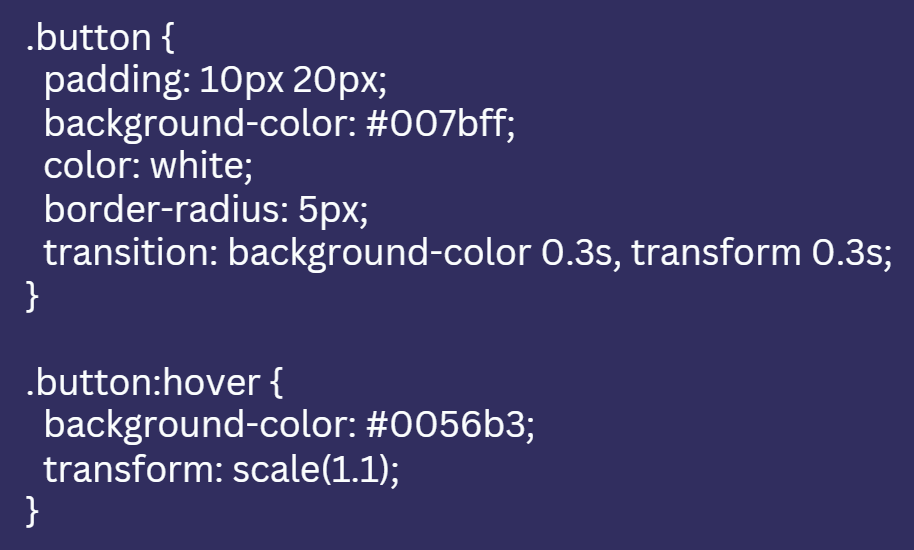 .button {
  padding: 10px 20px;
  background-color: #007bff;
  color: white;
  border-radius: 5px;
  transition: background-color 0.3s, transform 0.3s;
}

.button:hover {
  background-color: #0056b3;
  transform: scale(1.1);
}